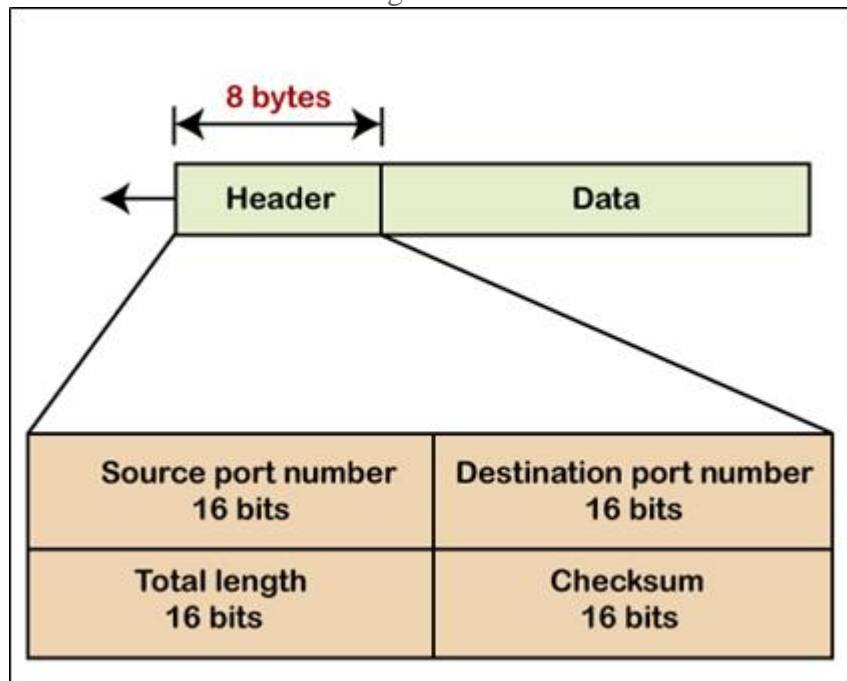 8 bytes
Header
Data
Source port number
16 bits
Destination port number
16 bits
Total length
16 bits
Checksum
16 bits